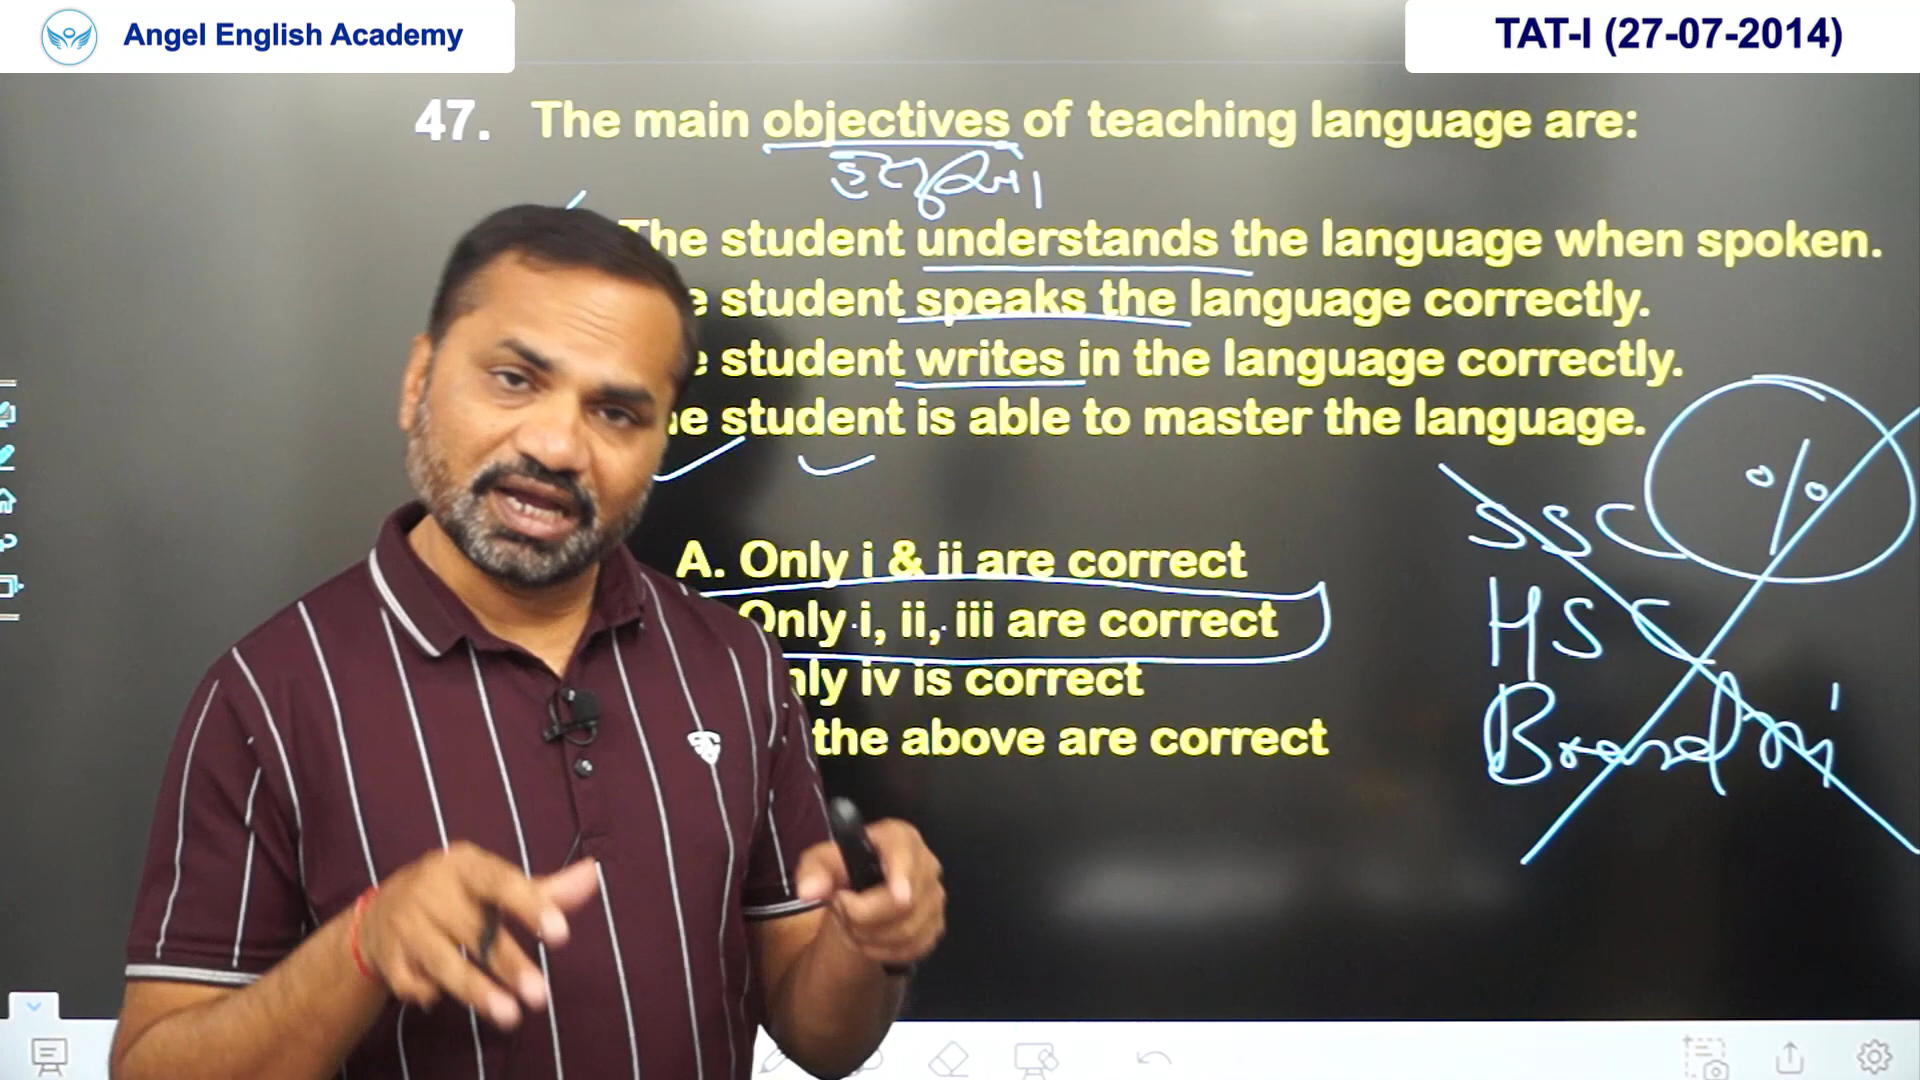 Angel English Academy
TAT-I (27-07-2014)
47. The main objectives of teaching language are:
હેતુઓ
The student understands the language when spoken.
student speaks the language correctly.
student writes in the language correctly.
student is able to master the language.
%
SSC
HSC
Board
A. Only i & ii are correct
Only i, ii, iii are correct
iv is correct
the above are correct